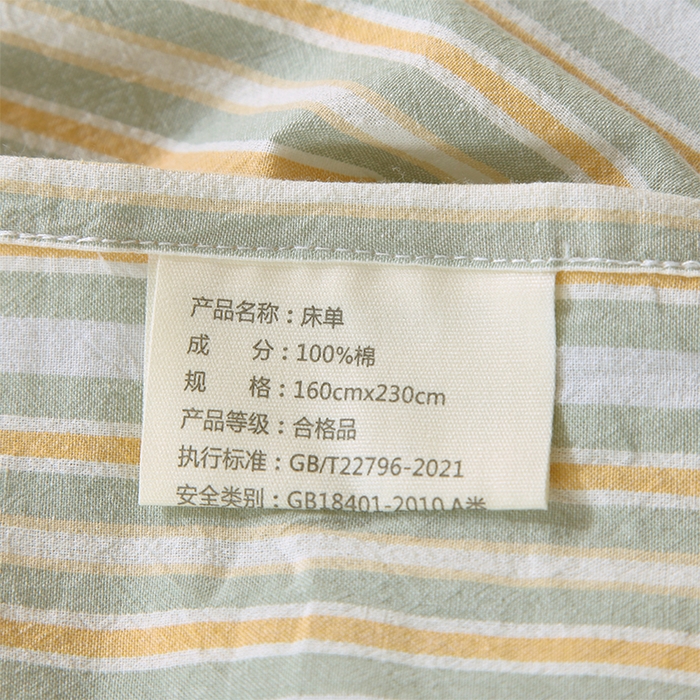 产品名称：床单
成 分：100%棉
规 格：160cmx230cm
产品等级：合格品
执行标准：GB/T22796-2021
安全类别：GB18401-2010 A类